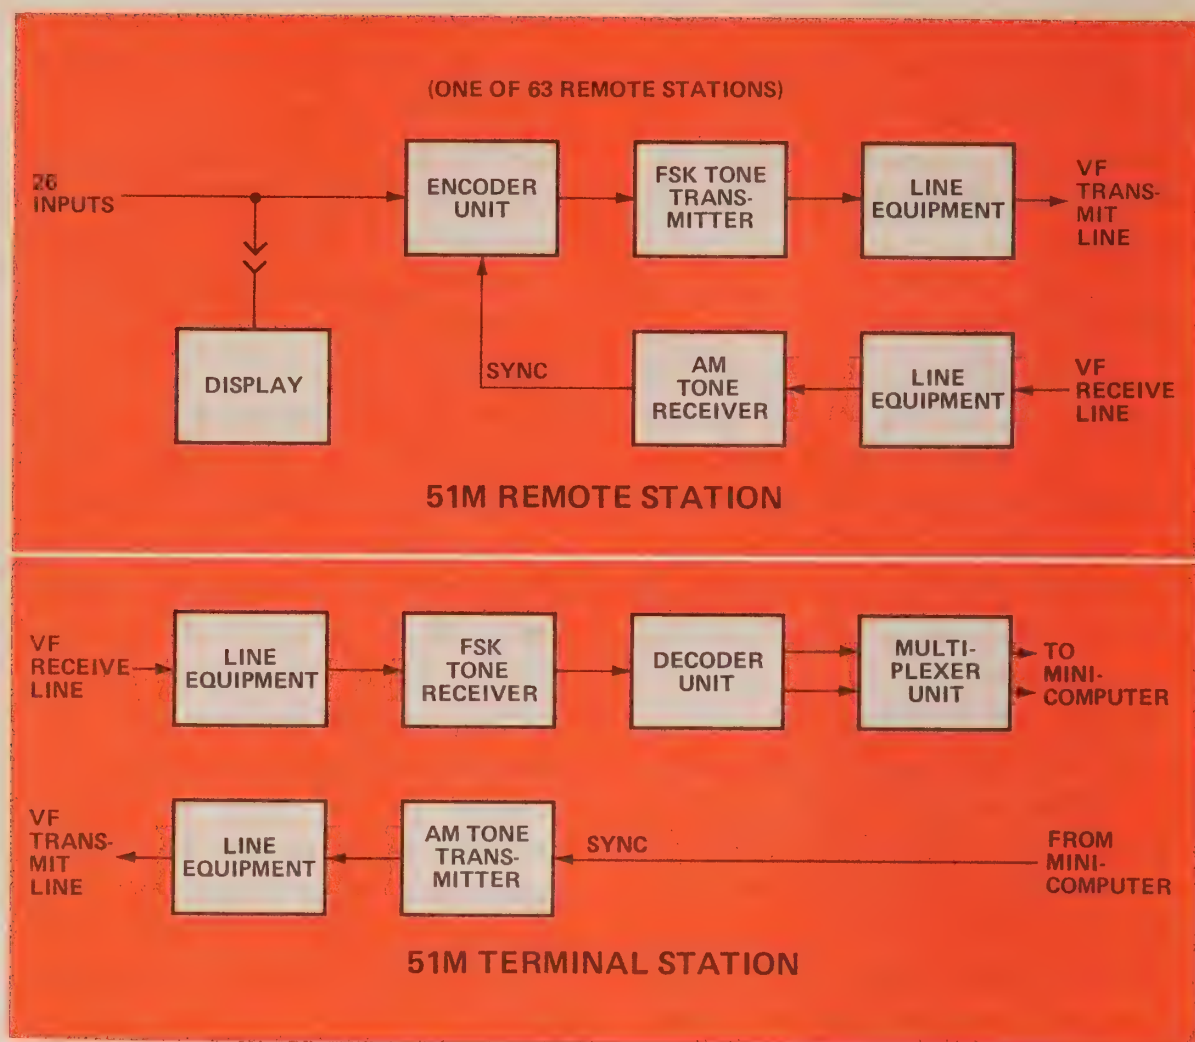 (ONE OF 63 REMOTE STATIONS)
26
INPUTS
ENCODER
UNIT
FSK TONE
TRANS-
MITTER
LINE
EQUIPMENT
VF
TRANS-
MIT
LINE
DISPLAY
SYNC
AM
TONE
RECEIVER
LINE
EQUIPMENT
VF
RECEIVE
LINE
51M REMOTE STATION
VF
RECEIVE
LINE
LINE
EQUIPMENT
FSK
TONE
RECEIVER
DECODER
UNIT
MULTI-
PLEXER
UNIT
TO
MINI-
COMPUTER
VF
TRANS-
MIT
LINE
LINE
EQUIPMENT
AM TONE
TRANS-
MITTER
SYNC
FROM
MINI-
COMPUTER
51M TERMINAL STATION